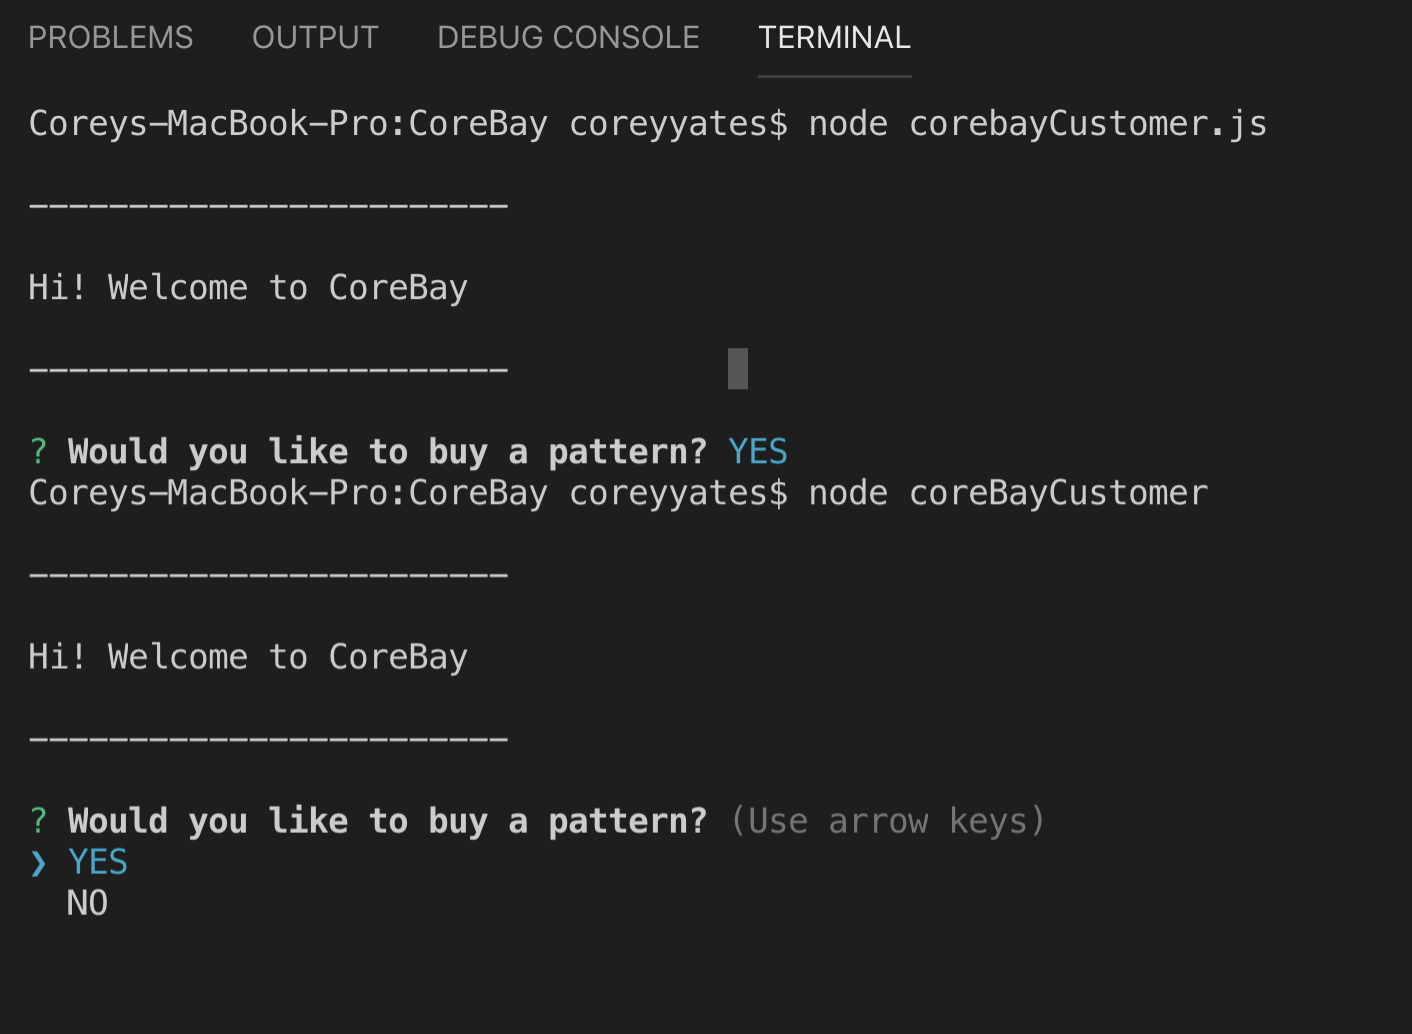 PROBLEMS OUTPUT DEBUG CONSOLE TERMINAL
Coreys-MacBook-Pro:CoreBay coreyyates$ node corebayCustomer.js
------------------------
Hi! Welcome to CoreBay
------------------------
? Would you like to buy a pattern? YES
Coreys-MacBook-Pro:CoreBay coreyyates$ node coreBayCustomer
------------------------
Hi! Welcome to CoreBay
------------------------
? Would you like to buy a pattern? (Use arrow keys)
❯ YES
NO